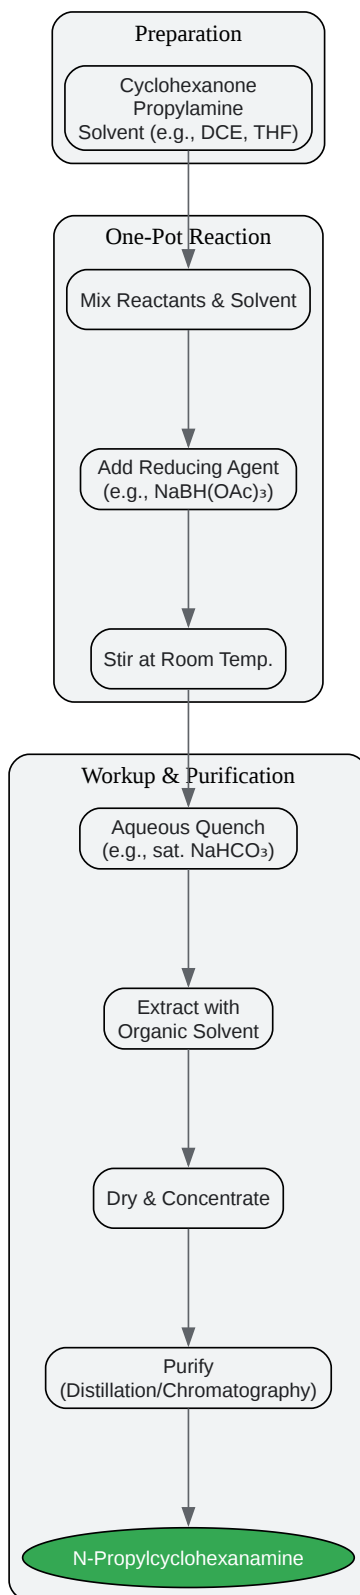 Preparation
Cyclohexanone
Propylamine
Solvent (e.g., DCE, THF)
One-Pot Reaction
Mix Reactants & Solvent
Add Reducing Agent
(e.g., NaBH(OAc)₃)
Stir at Room Temp.
Workup & Purification
Aqueous Quench
(e.g., sat. NaHCO₃)
Extract with
Organic Solvent
Dry & Concentrate
Purify
(Distillation/Chromatography)
N-Propylcyclohexanamine